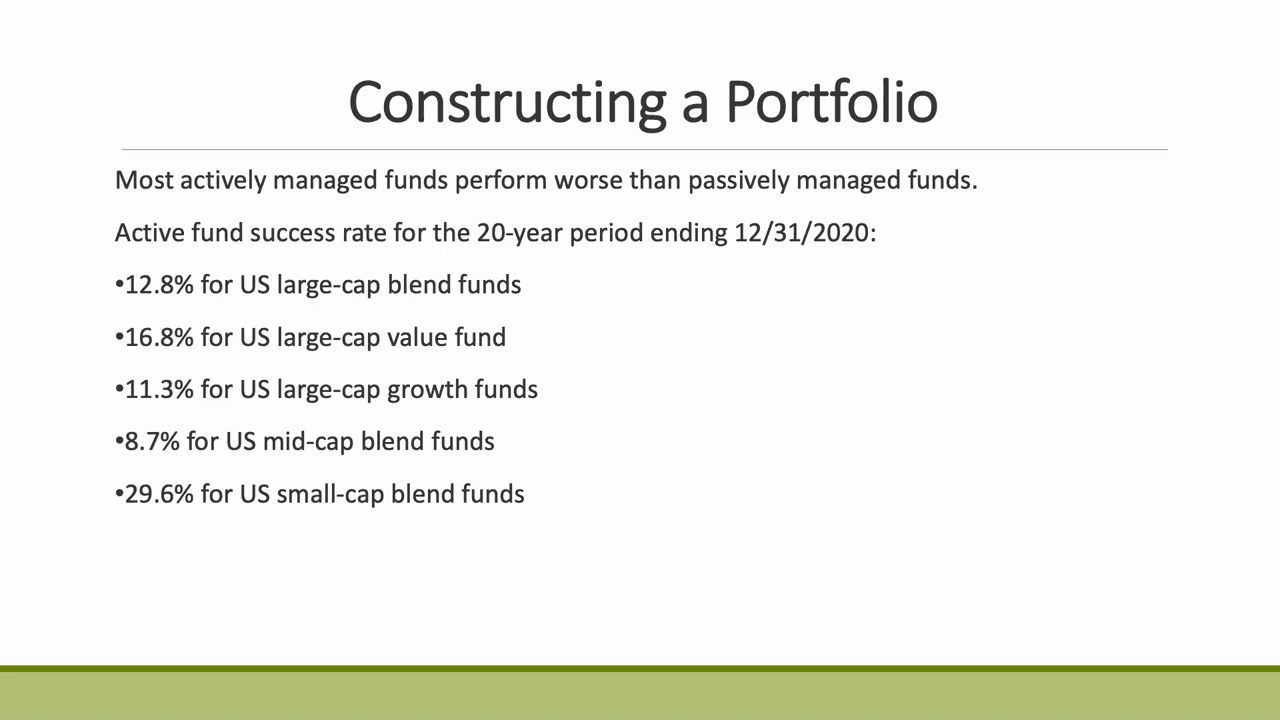 Constructing a Portfolio
Most actively managed funds perform worse than passively managed funds.
Active fund success rate for the 20-year period ending 12/31/2020:
•12.8% for US large-cap blend funds
•16.8% for US large-cap value fund
•11.3% for US large-cap growth funds
•8.7% for US mid-cap blend funds
•29.6% for US small-cap blend funds